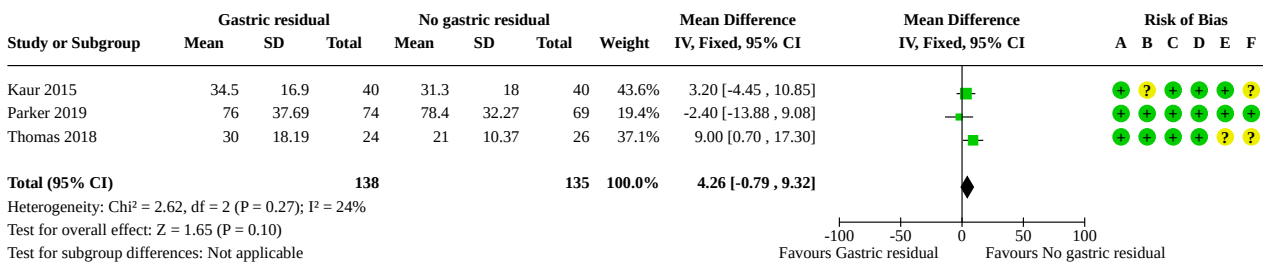 Gastric residual No gastric residual Mean Difference Mean Difference Risk of Bias
Study or Subgroup Mean SD Total Mean SD Total Weight IV, Fixed, 95% CI IV, Fixed, 95% CI A B C D E F
Kaur 2015 34.5 16.9 40 31.3 18 40 43.6% 3.20 [-4.45 , 10.85] + ? + + + ?
Parker 2019 76 37.69 74 78.4 32.27 69 19.4% -2.40 [-13.88 , 9.08] + + + + + +
Thomas 2018 30 18.19 24 21 10.37 26 37.1% 9.00 [0.70 , 17.30] + + + + ? ?
Total (95% CI) 138 135 100.0% 4.26 [-0.79 , 9.32]
Heterogeneity: Chi² = 2.62, df = 2 (P = 0.27); I² = 24%
Test for overall effect: Z = 1.65 (P = 0.10)
-100 -50 0 50 100
Test for subgroup differences: Not applicable
Favours Gastric residual Favours No gastric residual